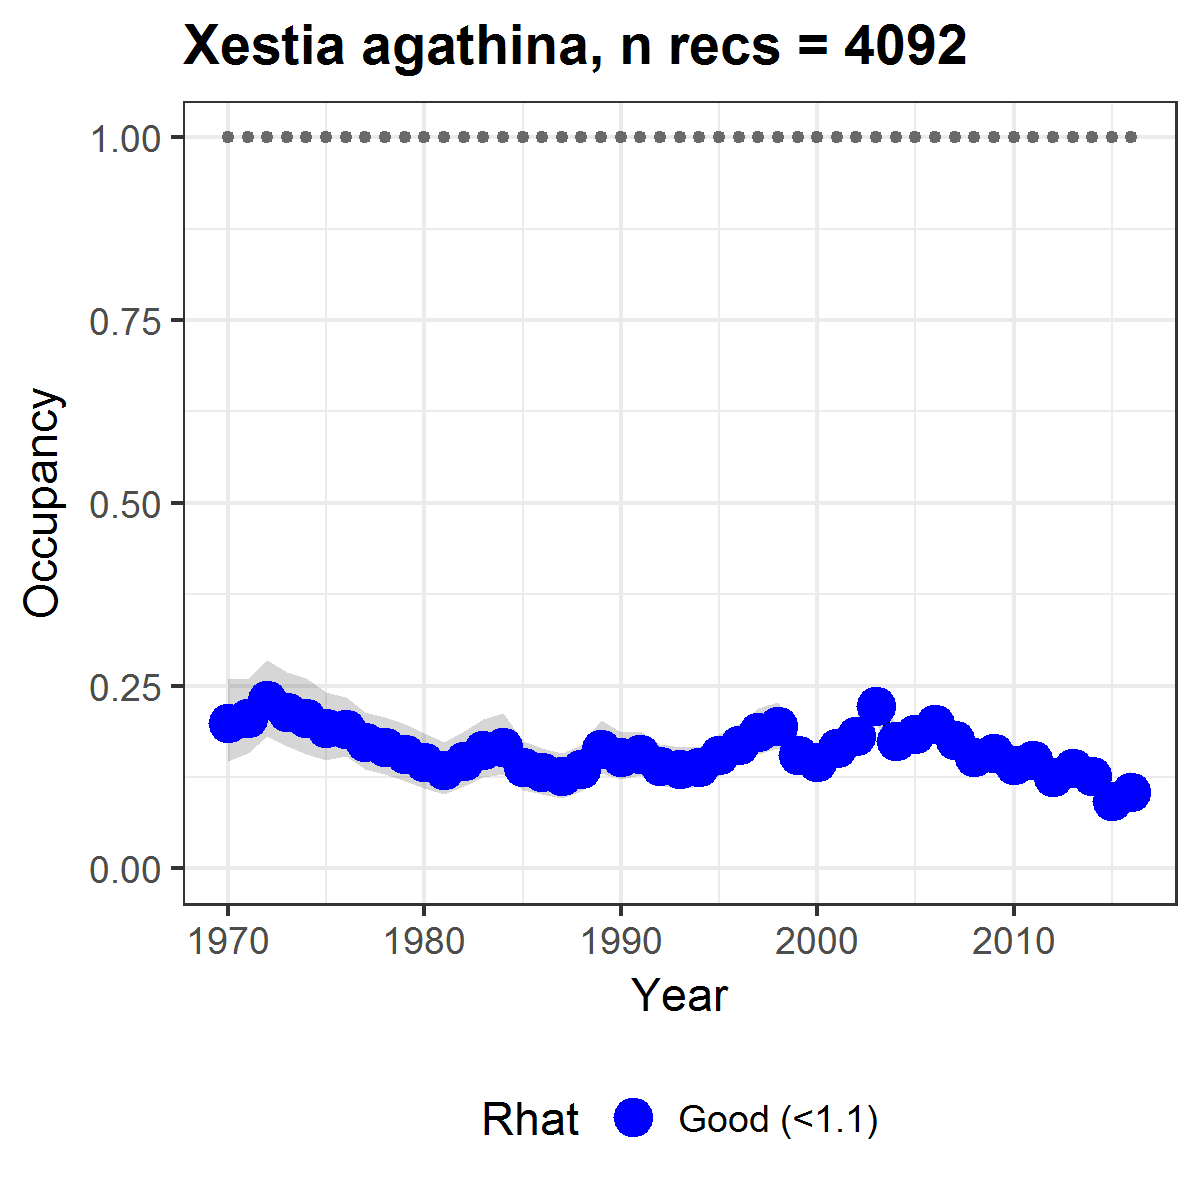 Xestia agathina, n recs = 4092
1.00
0.75
0.50
0.25
0.00
Occupancy
1970 1980 1990 2000 2010
Year
Rhat Good (<1.1)